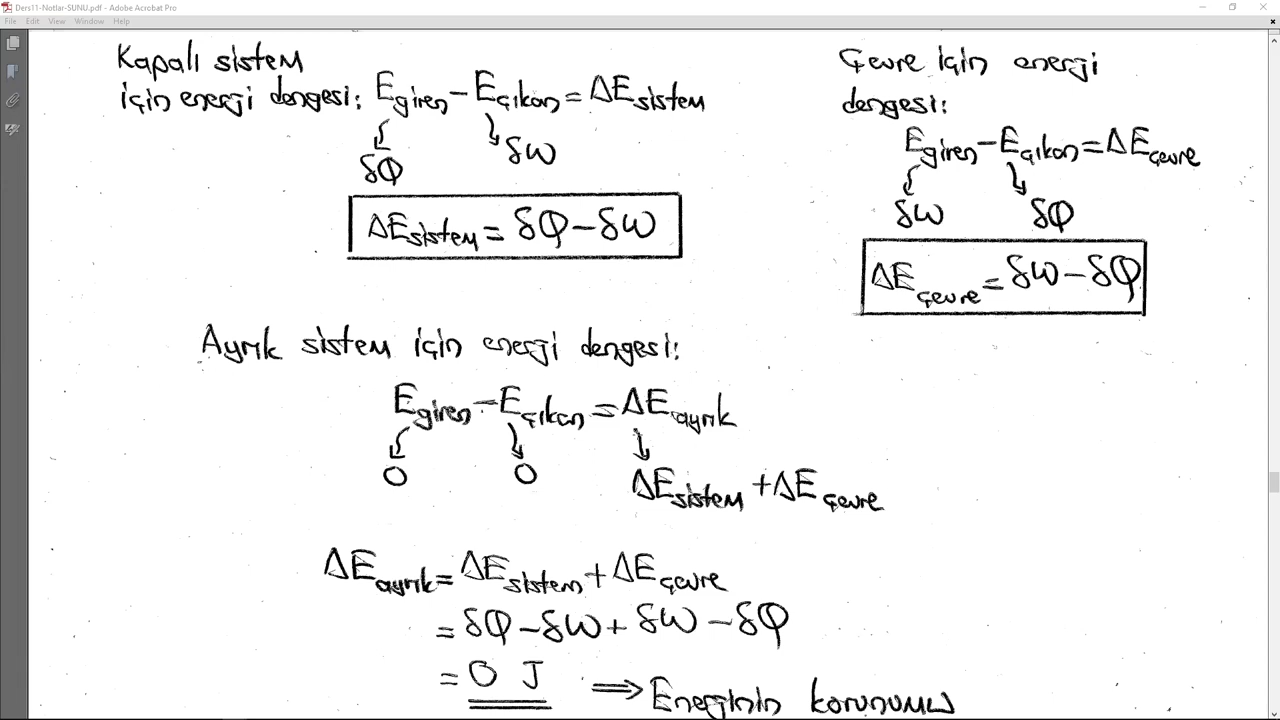 Ders11-Notlar-SUNU.pdf - Adobe Acrobat Pro
File Edit View Window Help
Kapalı sistem
için enerji dengesi: Egiren - Eçıkan = ΔEsistem
δQ δW
ΔEsistem = δQ - δW
Çevre için enerji
dengesi:
Egiren - Eçıkan = ΔEçevre
δW δQ
ΔEçevre = δW - δQ
Ayrık sistem için enerji dengesi:
Egiren - Eçıkan = ΔEayrık
0 0 ΔEsistem + ΔEçevre
ΔEayrık = ΔEsistem + ΔEçevre
= δQ - δW + δW - δQ
= 0 J ⇒ Enerjinin korunumu